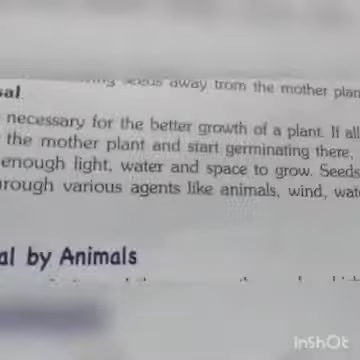 seeds away from the mother plan
sal
necessary for the better growth of a plant. If all
the mother plant and start germinating there,
enough light, water and space to grow. Seeds
rough various agents like animals, wind, wat
al by Animals
InShOt